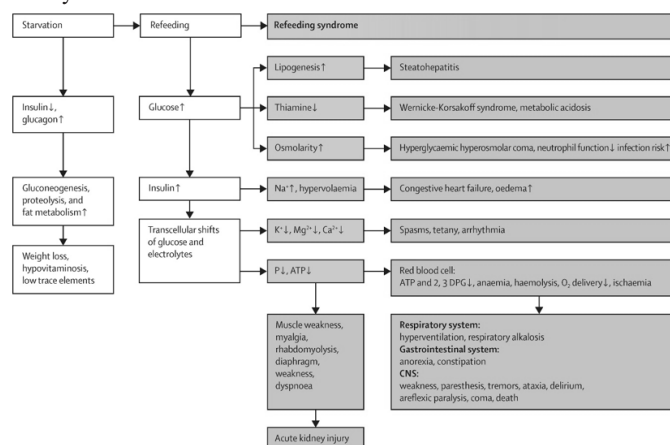 Starvation
Refeeding
Refeeding syndrome
Lipogenesis↑
Steatohepatitis
Insulin↓,
glucagon↑
Glucose↑
Thiamine↓
Wernicke-Korsakoff syndrome, metabolic acidosis
Osmolarity↑
Hyperglycaemic hyperosmolar coma, neutrophil function↓ infection risk↑
Gluconeogenesis,
proteolysis, and
fat metabolism↑
Insulin↑
Na⁺↑, hypervolaemia
Congestive heart failure, oedema↑
Transcellular shifts
of glucose and
electrolytes
K⁺↓, Mg²⁺↓, Ca²⁺↓
Spasms, tetany, arrhythmia
Weight loss,
hypovitaminosis,
low trace elements
P↓, ATP↓
Red blood cell:
ATP and 2, 3 DPG↓, anaemia, haemolysis, O₂ delivery↓, ischaemia
Muscle weakness,
myalgia,
rhabdomyolysis,
diaphragm,
weakness,
dyspnoea
Respiratory system:
hyperventilation, respiratory alkalosis
Gastrointestinal system:
anorexia, constipation
CNS:
weakness, paresthesis, tremors, ataxia, delirium,
areflexic paralysis, coma, death
Acute kidney injury